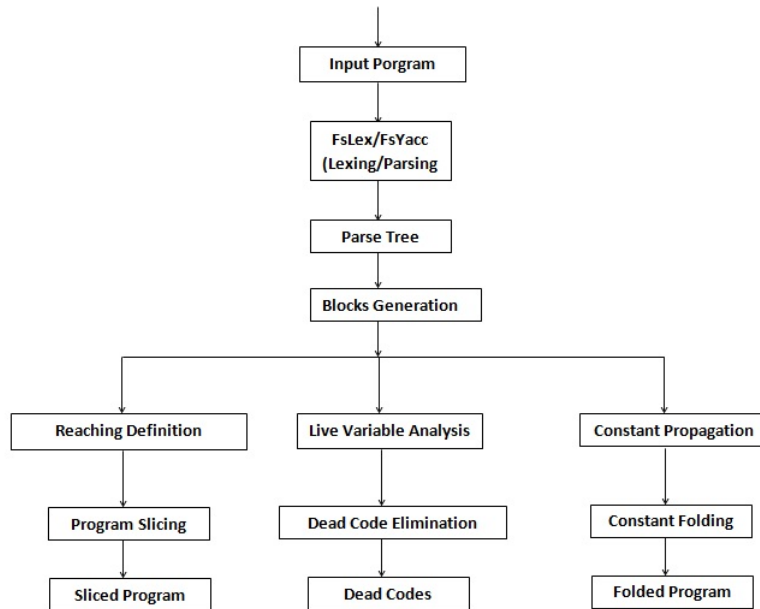 Input Porgram
FsLex/FsYacc
(Lexing/Parsing
Parse Tree
Blocks Generation
Reaching Definition
Live Variable Analysis
Constant Propagation
Program Slicing
Dead Code Elimination
Constant Folding
Sliced Program
Dead Codes
Folded Program